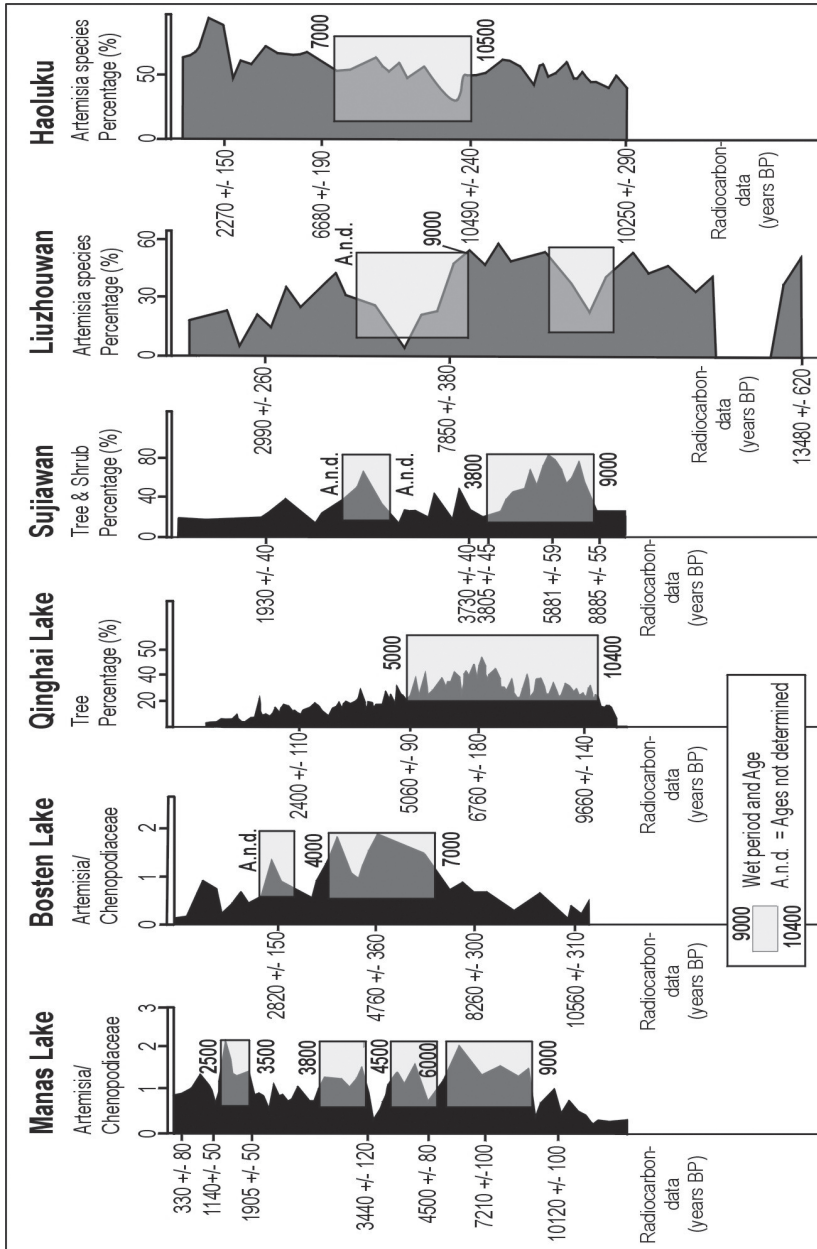 Manas Lake
Artemisia/
Chenopodiaceae
0 1 2 3
2500
3500
3800
4500
6000
9000
330 +/- 80
1140+/- 50
1905 +/- 50
3440 +/- 120
4500 +/- 80
7210 +/-100
10120 +/- 100
Radiocarbon-
data
(years BP)
Bosten Lake
Artemisia/
Chenopodiaceae
0 1 2
A.n.d.
4000
7000
2820 +/- 150
4760 +/- 360
8260 +/- 300
10560 +/- 310
Radiocarbon-
data
(years BP)
Qinghai Lake
Tree
Percentage (%)
20 40 50
5000
10400
2400 +/- 110
5060 +/- 90
6760 +/- 180
9660 +/- 140
Radiocarbon-
data
(years BP)
Sujiawan
Tree & Shrub
Percentage (%)
0 40 80
A.n.d.
A.n.d.
3800
9000
1930 +/- 40
3730 +/- 40
3805 +/- 45
5881 +/- 59
8885 +/- 55
Radiocarbon-
data
(years BP)
Liuzhouwan
Artemisia species
Percentage (%)
0 30 60
A.n.d.
9000
2990 +/- 260
7850 +/- 380
13480 +/- 620
Radiocarbon-
data
(years BP)
Haoluku
Artemisia species
Percentage (%)
0 50
7000
10500
2270 +/- 150
6680 +/- 190
10490 +/- 240
10250 +/- 290
Radiocarbon-
data
(years BP)
9000
10400
Wet period and Age
A.n.d. = Ages not determined